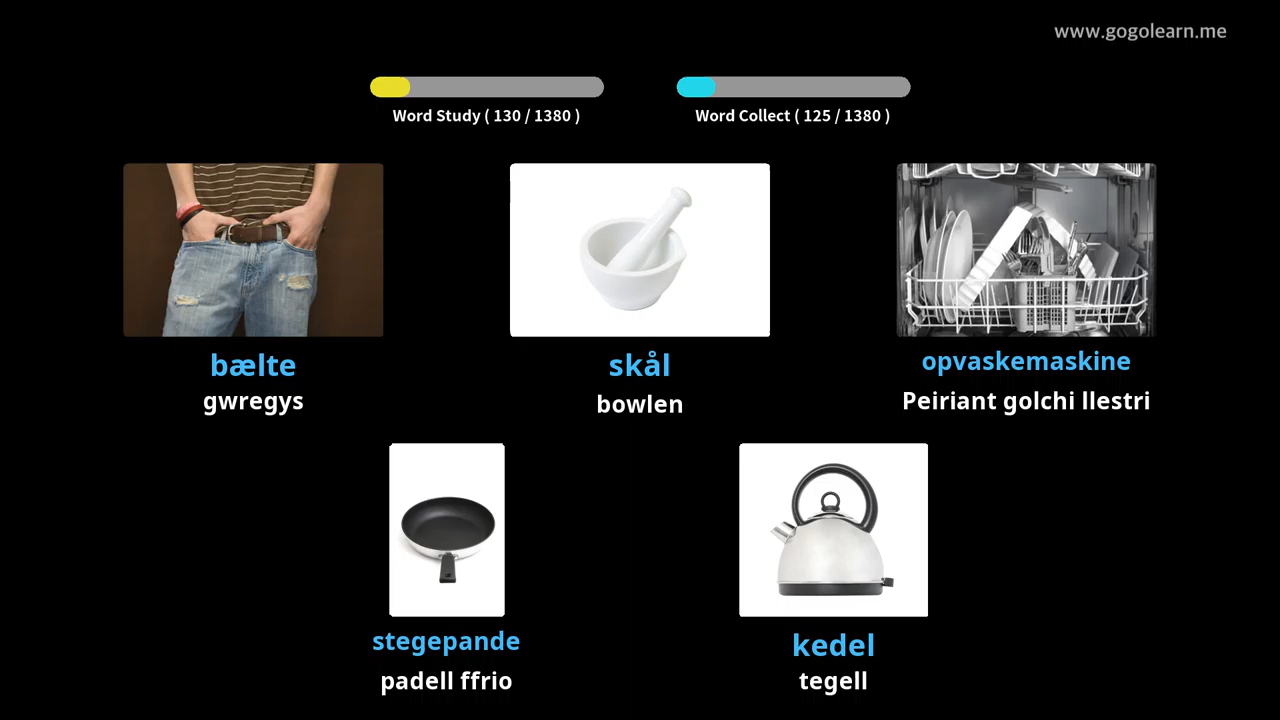 www.gogolearn.me
Word Study ( 130 / 1380 )
Word Collect ( 125 / 1380 )
bælte
gwregys
skål
bowlen
opvaskemaskine
Peiriant golchi llestri
stegepande
padell ffrio
kedel
tegell